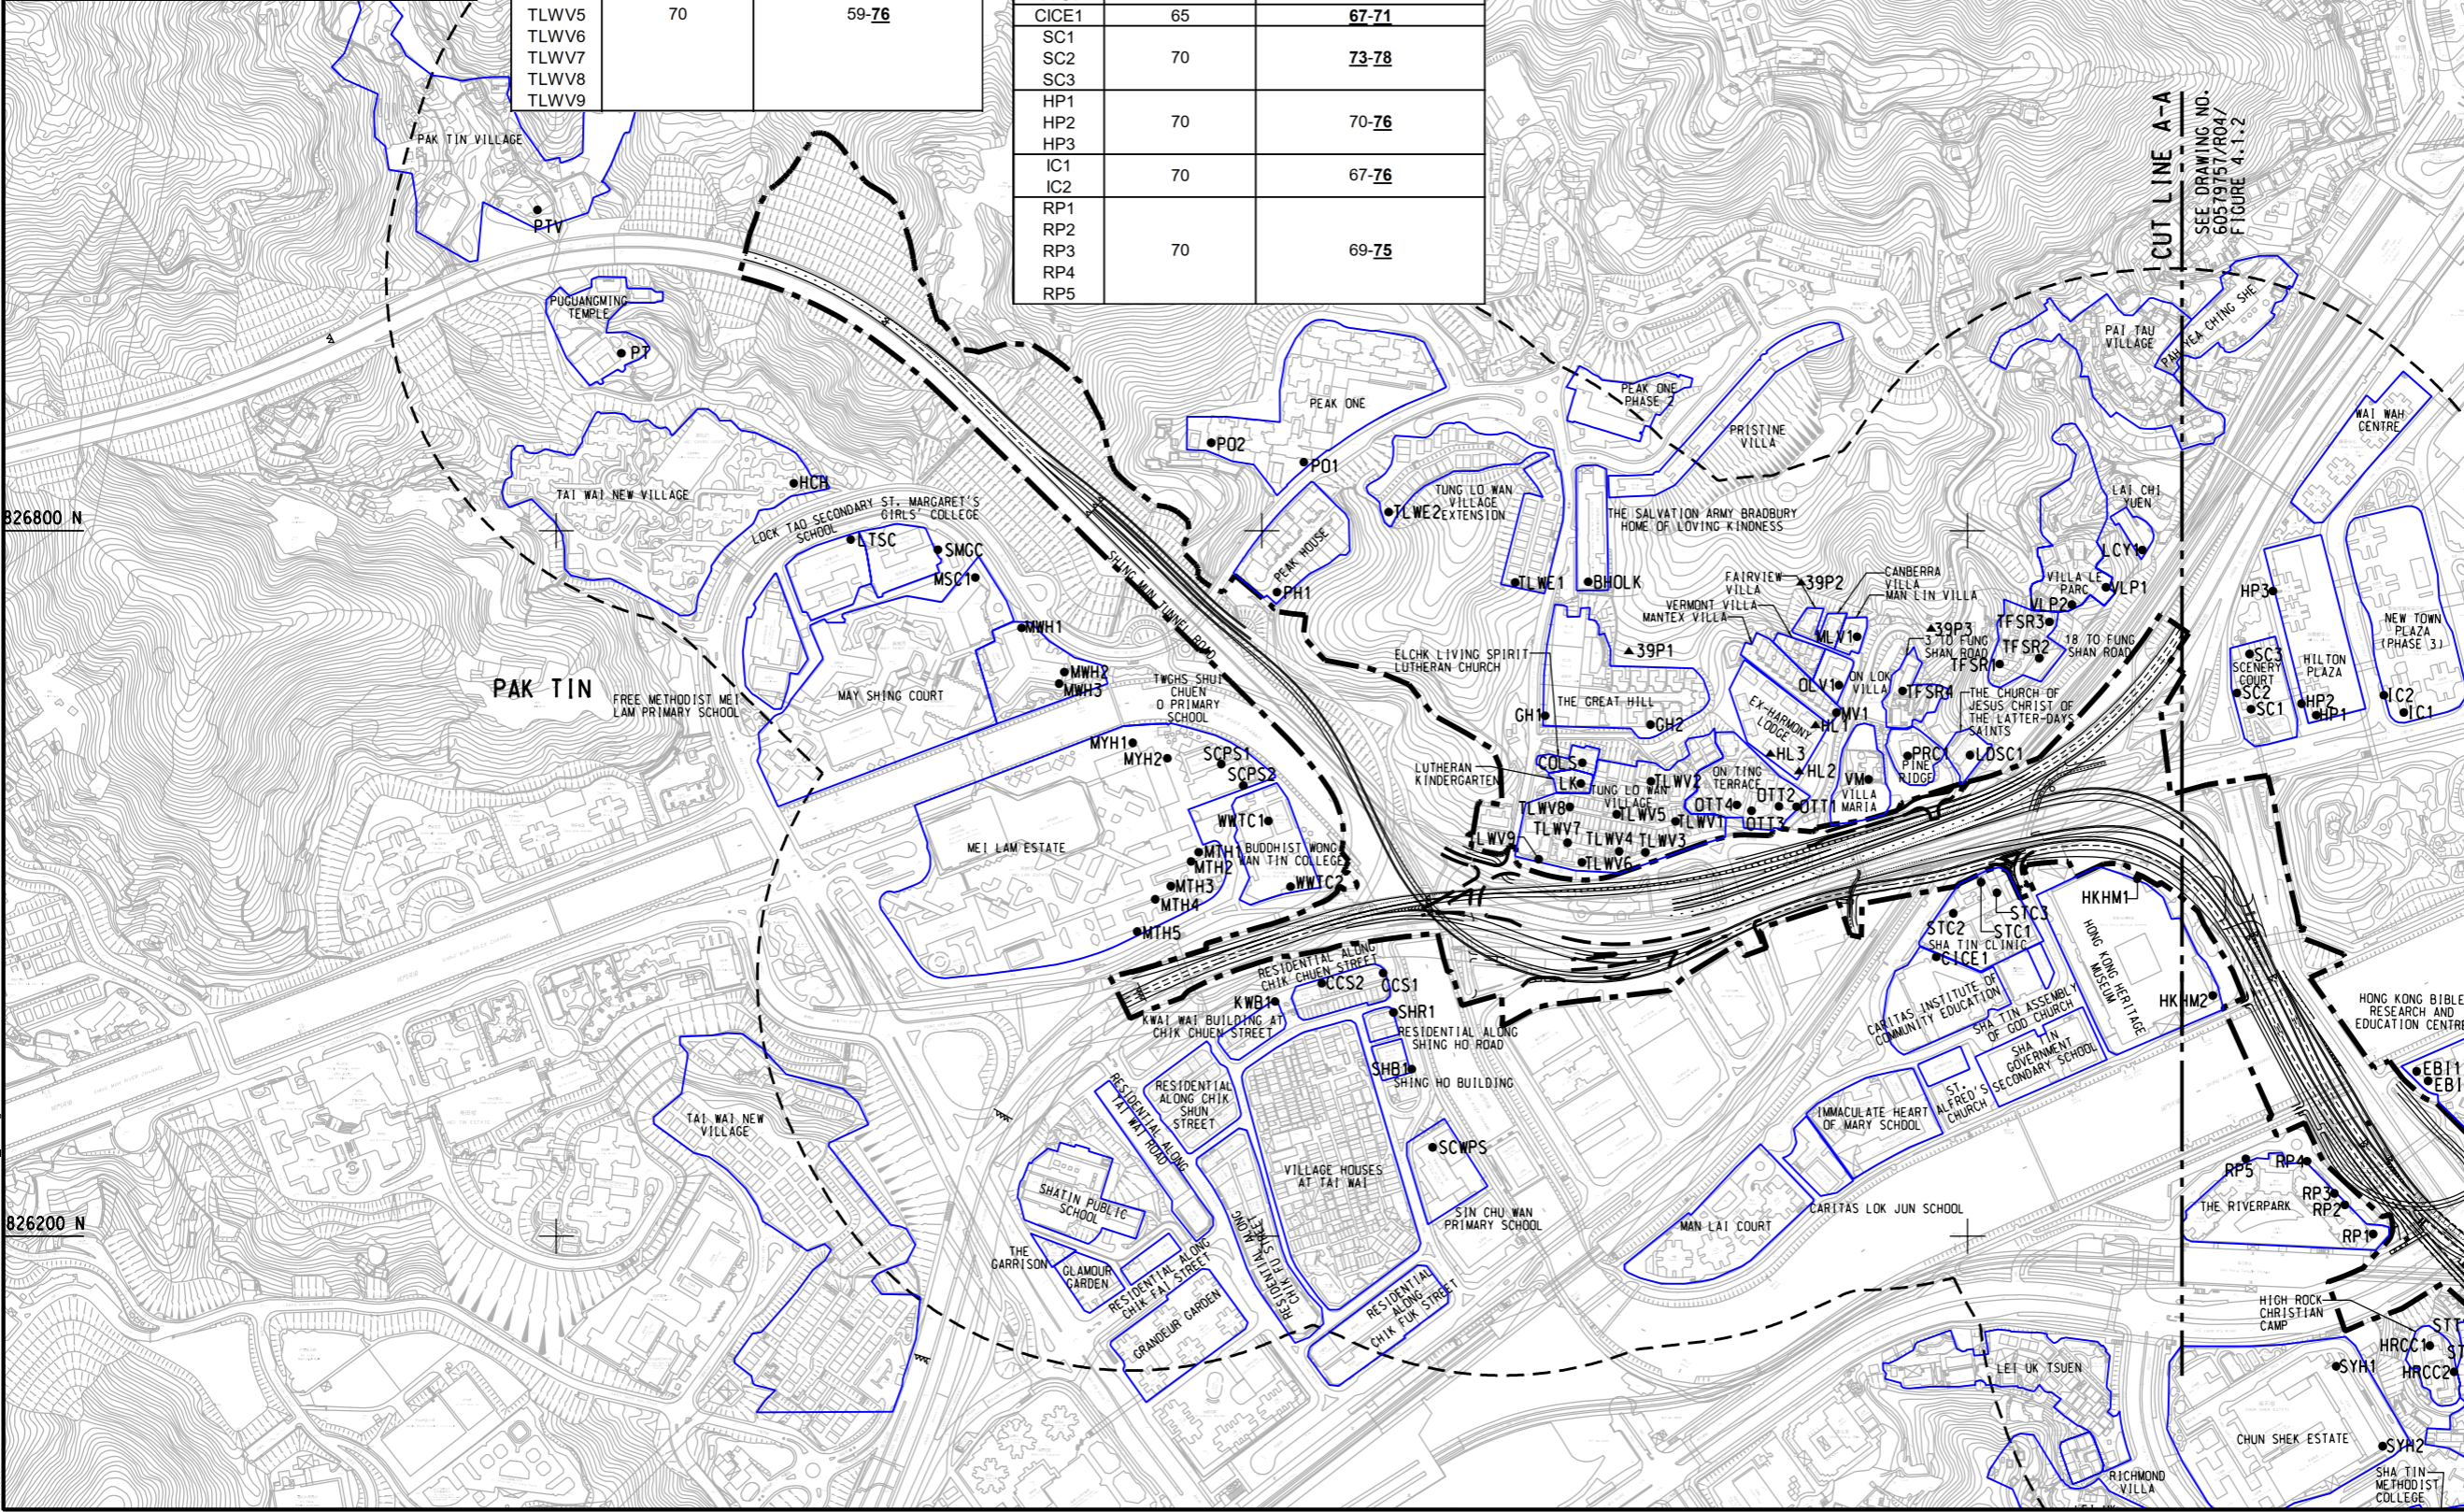 TLWV5 70 59-76
TLWV6
TLWV7
TLWV8
TLWV9
CICE1 65 67-71
SC1
SC2 70 73-78
SC3
HP1
HP2 70 70-76
HP3
IC1 70 67-76
IC2
RP1
RP2
RP3 70 69-75
RP4
RP5
CUT LINE A-A
SEE DRAWING NO.
60579757/R04/
FIGURE 4.1.2
PAK TIN VILLAGE
PTV
PUGUANGMING
TEMPLE
PT
TAI WAI NEW VILLAGE
HCH
826800 N
LOCK TAO SECONDARY
SCHOOL
ST. MARGARET'S
GIRLS' COLLEGE
LTSC
SMGC
MSC1
MWH1
MWH2
MWH3
PAK TIN
FREE METHODIST MEI
LAM PRIMARY SCHOOL
MAY SHING COURT
SHING MUN TUNNEL ROAD
TWGHS SHUI
CHUEN
O PRIMARY
SCHOOL
MYH1
MYH2
SCPS1
SCPS2
WWTC1
BUDDHIST WONG
WAN TIN COLLEGE
WWTC2
MEI LAM ESTATE
MTH1
MTH2
MTH3
MTH4
MTH5
PEAK ONE
PO2
PO1
PEAK HOUSE
PH1
TLWE2
TUNG LO WAN
VILLAGE
EXTENSION
TLWE1
BHOLK
THE SALVATION ARMY BRADBURY
HOME OF LOVING KINDNESS
PEAK ONE
PHASE 2
PRISTINE
VILLA
PAI TAU
VILLAGE
PAH YEA CHING SHE
WAI WAH
CENTRE
LAI CHI
YUEN
LCY1
VILLA LE
PARC
VLP1
VLP2
TFSR3
TFSR2
TFSR1
18 TO FUNG
SHAN ROAD
FAIRVIEW
VILLA
39P2
CANBERRA
VILLA
MAN LIN VILLA
VERMONT VILLA
MANTEX VILLA
MLV1
39P3
3 TO FUNG
SHAN ROAD
39P1
ELCHK LIVING SPIRIT
LUTHERAN CHURCH
OLV1
ON LOK
VILLA
TFSR4
THE CHURCH OF
JESUS CHRIST OF
THE LATTER-DAYS
SAINTS
THE GREAT HILL
GH1
GH2
EX-HARMONY
LODGE
HL1
HL3
HL2
MV1
LUTHERAN
KINDERGARTEN
COLS
LK
TUNG LO WAN
VILLAGE
TLWV2
ON TING
TERRACE
OTT4
OTT2
OTT1
OTT3
VM
VILLA
MARIA
PRC1
PINE
RIDGE
LDSC1
TLWV8
TLWV5
TLWV1
TLWV7
TLWV4
TLWV3
TLWV9
TLWV6
HP3
NEW TOWN
PLAZA
(PHASE 3)
SC3
SCENERY
COURT
HILTON
PLAZA
SC2
SC1
HP2
HP1
IC2
IC1
HKHM1
STC3
STC2
STC1
SHA TIN CLINIC
CICE1
CARITAS INSTITUTE OF
COMMUNITY EDUCATION
SHA TIN ASSEMBLY
OF GOD CHURCH
HONG KONG HERITAGE
MUSEUM
HKHM2
HONG KONG BIBLE
RESEARCH AND
EDUCATION CENTRE
EBI1
SHA TIN
GOVERNMENT
SECONDARY SCHOOL
ST.
ALFRED'S
CHURCH
IMMACULATE HEART
OF MARY SCHOOL
CARITAS LOK JUN SCHOOL
MAN LAI COURT
RESIDENTIAL ALONG
CHIK CHUEN STREET
CCS2
CCS1
KWB1
KWAI WAI BUILDING AT
CHIK CHUEN STREET
SHR1
RESIDENTIAL ALONG
SHING HO ROAD
SHB1
SHING HO BUILDING
RESIDENTIAL
ALONG CHIK
SHUN
STREET
RESIDENTIAL ALONG
TAI WAI ROAD
TAI WAI NEW
VILLAGE
SHATIN PUBLIC
SCHOOL
VILLAGE HOUSES
AT TAI WAI
SCWPS
SIN CHU WAN
PRIMARY SCHOOL
826200 N
THE
GARRISON
GLAMOUR
GARDEN
RESIDENTIAL ALONG
CHIK FAI STREET
GRANDEUR GARDEN
RESIDENTIAL ALONG
CHIK FU STREET
RESIDENTIAL
ALONG
CHIK FUK STREET
RP5
RP4
RP3
RP2
RP1
THE RIVERPARK
HIGH ROCK
CHRISTIAN
CAMP
HRCC1
HRCC2
SYH1
SYH2
LEI UK TSUEN
CHUN SHEK ESTATE
RICHMOND
VILLA
SHA TIN
METHODIST
COLLEGE